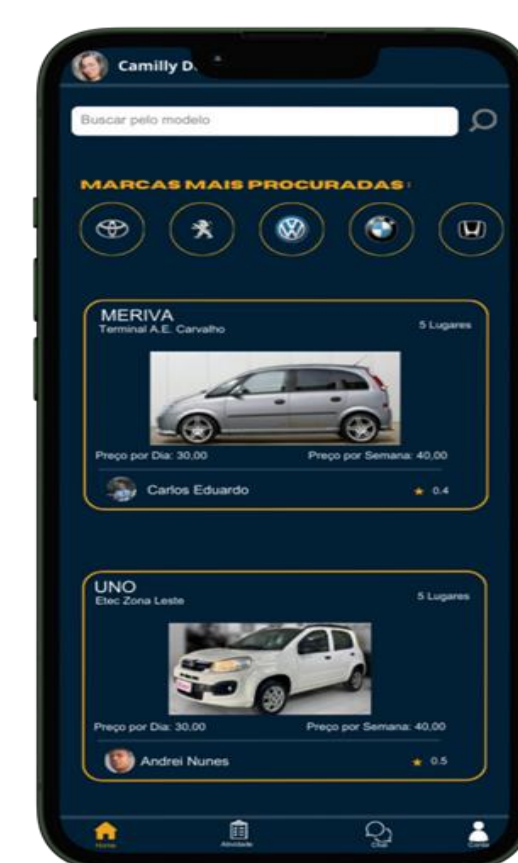 Camilly D.
Buscar pelo modelo
MARCAS MAIS PROCURADAS:
MERIVA
Terminal A.E. Carvalho
5 Lugares
Preço por Dia: 30,00
Preço por Semana: 40,00
Carlos Eduardo
0.4
UNO
Etec Zona Leste
5 Lugares
Preço por Dia: 30,00
Preço por Semana: 40,00
Andrei Nunes
0.5
Home
Atividade
Chat
Conta